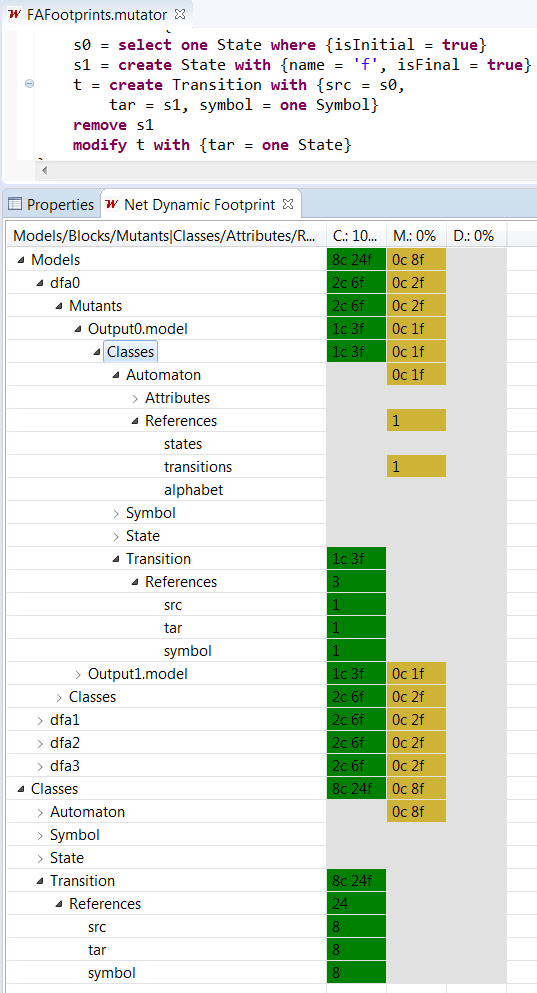 FAFootprints.mutator
s0 = select one State where {isInitial = true}
s1 = create State with {name = 'f', isFinal = true}
t = create Transition with {src = s0,
tar = s1, symbol = one Symbol}
remove s1
modify t with {tar = one State}
Properties Net Dynamic Footprint
Models/Blocks/Mutants|Classes/Attributes/R... C.: 10... M.: 0% D.: 0%
Models 8c 24f 0c 8f
dfa0 2c 6f 0c 2f
Mutants 2c 6f 0c 2f
Output0.model 1c 3f 0c 1f
Classes 1c 3f 0c 1f
Automaton 0c 1f
Attributes
References 1
states
transitions 1
alphabet
Symbol
State
Transition 1c 3f
References 3
src 1
tar 1
symbol 1
Output1.model 1c 3f 0c 1f
Classes 2c 6f 0c 2f
dfa1 2c 6f 0c 2f
dfa2 2c 6f 0c 2f
dfa3 2c 6f 0c 2f
Classes 8c 24f 0c 8f
Automaton 0c 8f
Symbol
State
Transition 8c 24f
References 24
src 8
tar 8
symbol 8